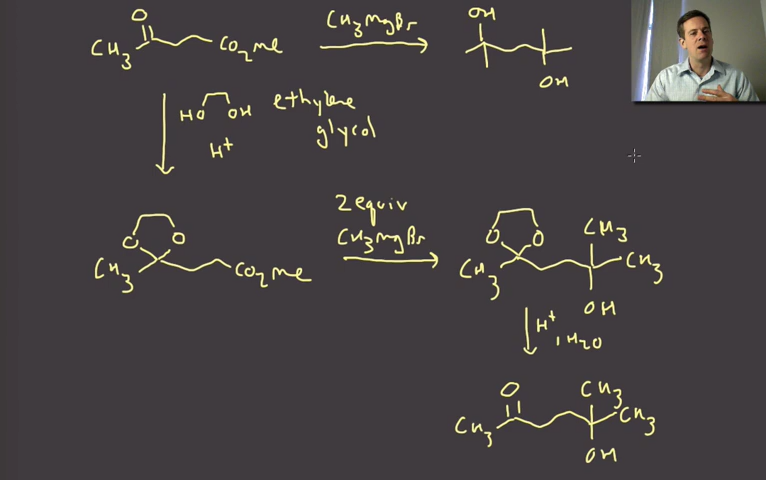 O CH₃MgBr OH
CH₃ CO₂Me
OH
HO OH ethylene
glycol
H⁺
2 equiv
O O CH₃MgBr O O CH₃
CH₃ CO₂Me CH₃ CH₃
OH
H⁺
, H₂O
O CH₃
CH₃ CH₃
OH